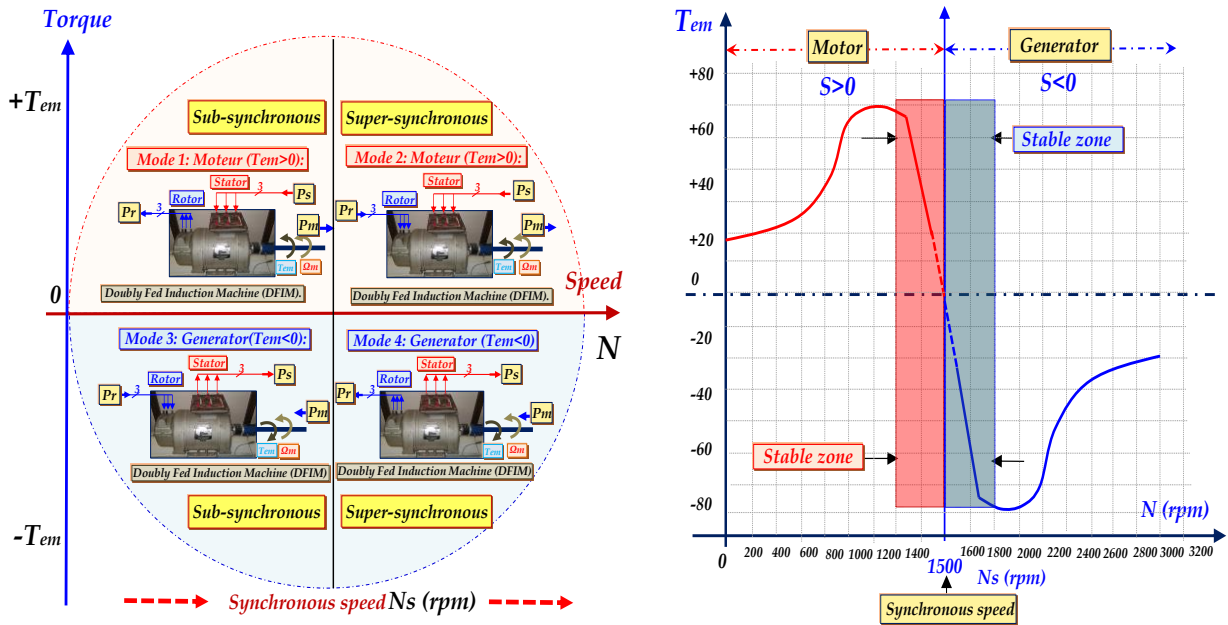 Torque
+Tem
0
-Tem
Sub-synchronous
Super-synchronous
Mode 1: Moteur (Tem>0):
Mode 2: Moteur (Tem>0):
Stator
3
Ps
Rotor
Pr
3
Pm
Tem
Ωm
Doubly Fed Induction Machine (DFIM).
Stator
3
Ps
Rotor
Pr
3
Pm
Tem
Ωm
Doubly Fed Induction Machine (DFIM).
Speed
N
Mode 3: Generator(Tem<0):
Mode 4: Generator (Tem<0)
Stator
3
Ps
Rotor
Pr
3
Pm
Tem
Ωm
Doubly Fed Induction Machine (DFIM)
Stator
3
Ps
Rotor
Pr
3
Pm
Tem
Ωm
Doubly Fed Induction Machine (DFIM)
Sub-synchronous
Super-synchronous
Synchronous speed Ns (rpm)
Tem
Motor
Generator
S>0
S<0
+80
+60
+40
+20
0
-20
-40
-60
-80
Stable zone
Stable zone
N (rpm)
200 400 600 800 1000 1200 1400 1600 1800 2000 2200 2400 2600 2800 3000 3200
0
1500
Ns (rpm)
Synchronous speed